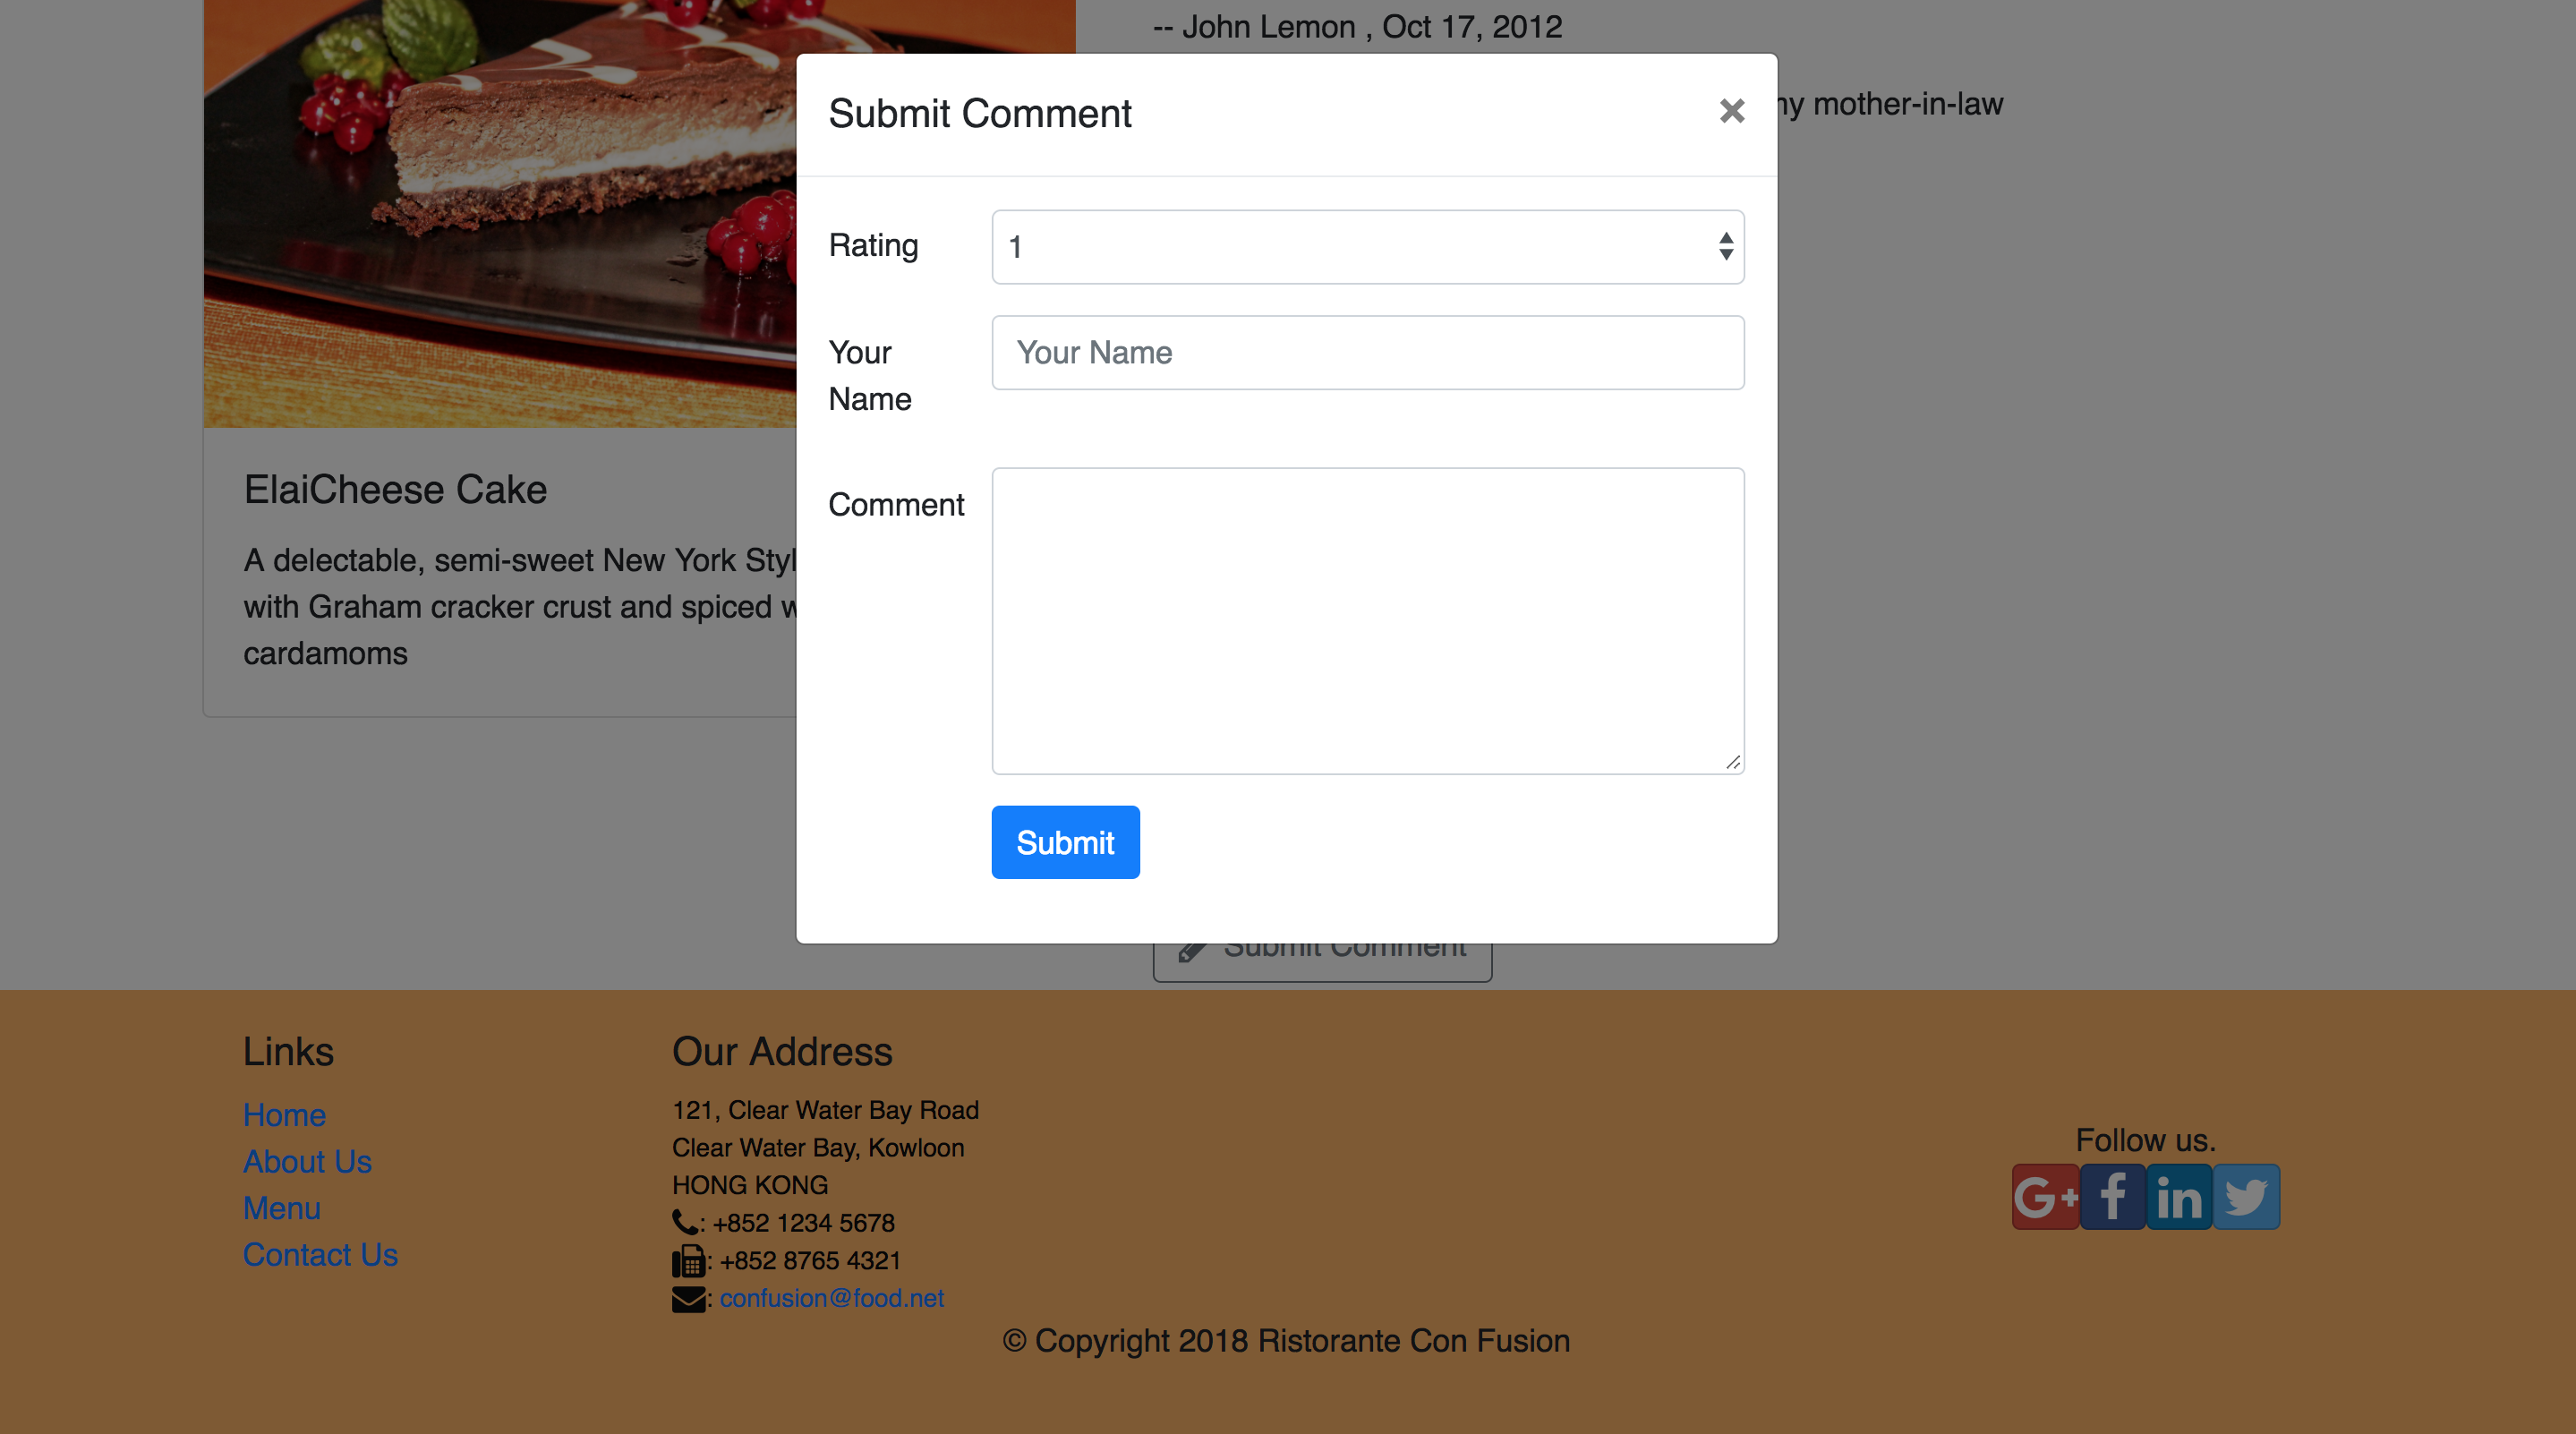 -- John Lemon , Oct 17, 2012
mother-in-law
Submit Comment
×
Rating
1
Your
Name
Your Name
Comment
Submit
ElaiCheese Cake
A delectable, semi-sweet New York
with Graham cracker crust and spiced
cardamoms
Submit Comment
Links
Home
About Us
Menu
Contact Us
Our Address
121, Clear Water Bay Road
Clear Water Bay, Kowloon
HONG KONG
: +852 1234 5678
: +852 8765 4321
: confusion@food.net
Follow us.
G+ f in
© Copyright 2018 Ristorante Con Fusion